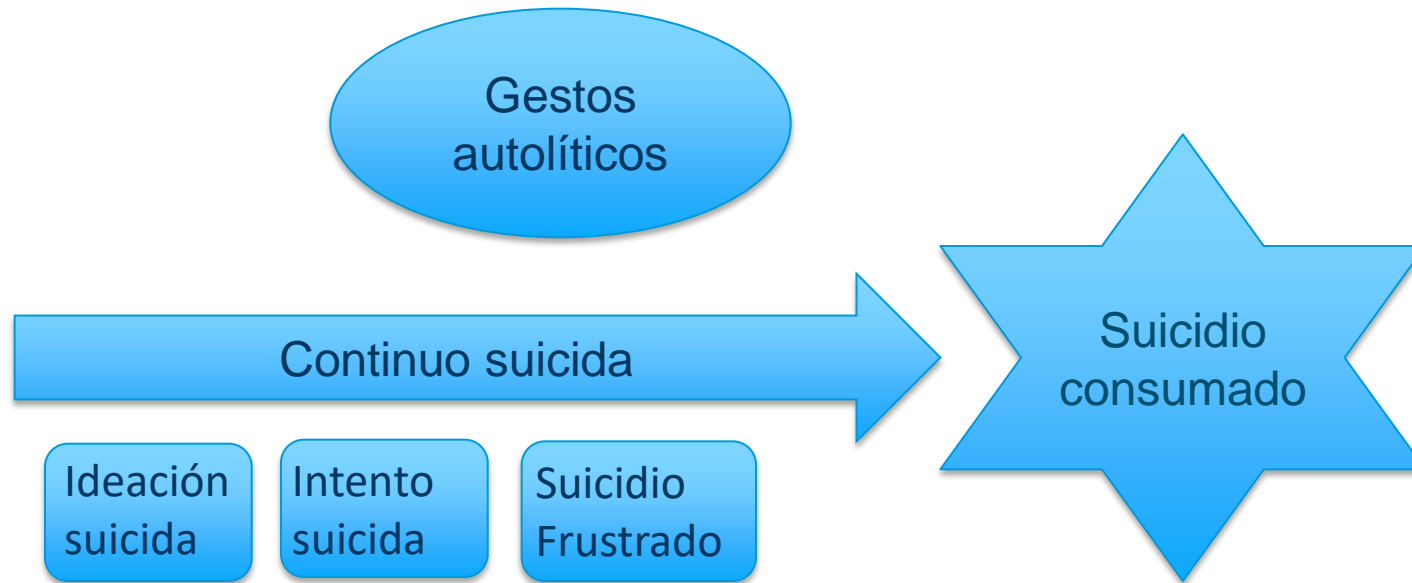 Gestos
autolíticos
Continuo suicida
Suicidio
consumado
Ideación
suicida
Intento
suicida
Suicidio
Frustrado